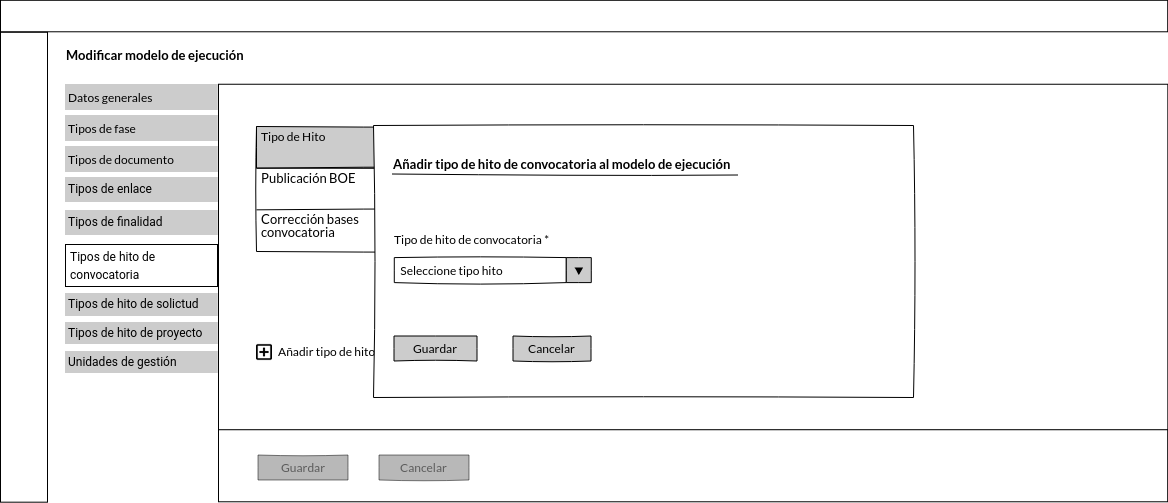 Modificar modelo de ejecución
Datos generales
Tipos de fase
Tipos de documento
Tipos de enlace
Tipos de finalidad
Tipos de hito de
convocatoria
Tipos de hito de solictud
Tipos de hito de proyecto
Unidades de gestión
Tipo de Hito
Publicación BOE
Corrección bases
convocatoria
Añadir tipo de hito
Añadir tipo de hito de convocatoria al modelo de ejecución
Tipo de hito de convocatoria *
Seleccione tipo hito
Guardar
Cancelar
Guardar
Cancelar